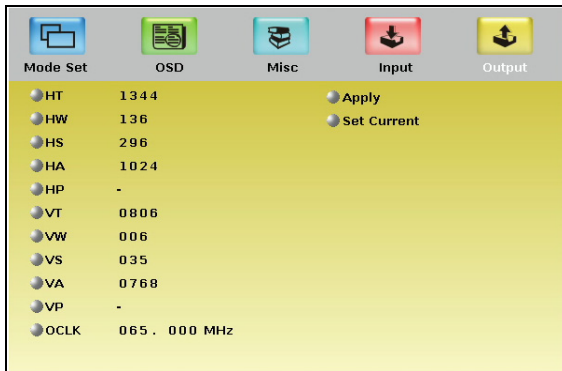 Mode Set OSD Misc Input Output
HT 1344 Apply
HW 136 Set Current
HS 296
HA 1024
HP -
VT 0806
VW 006
VS 035
VA 0768
VP -
OCLK 065. 000 MHz